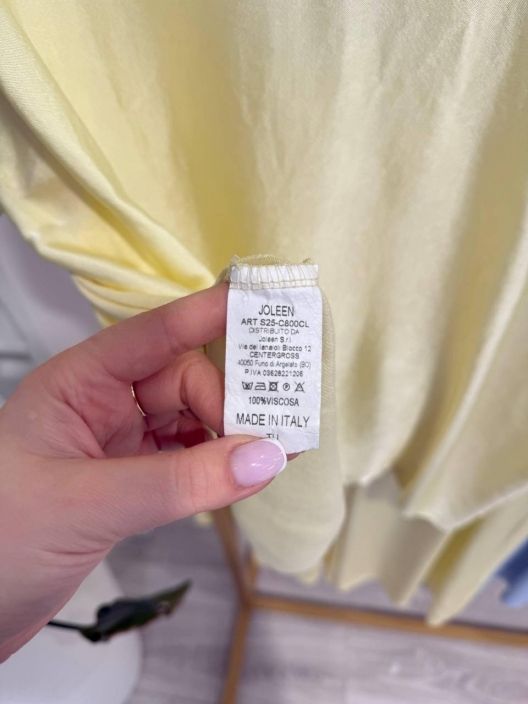 JOLEEN
ART S25-C800CL
DISTRIBUITO DA
Joleen S.r.l.
Via dei lanaioli Blocco 12
CENTERGROSS
40050 Funo di Argelato (BO)
P.IVA 03628221206
100%VISCOSA
MADE IN ITALY